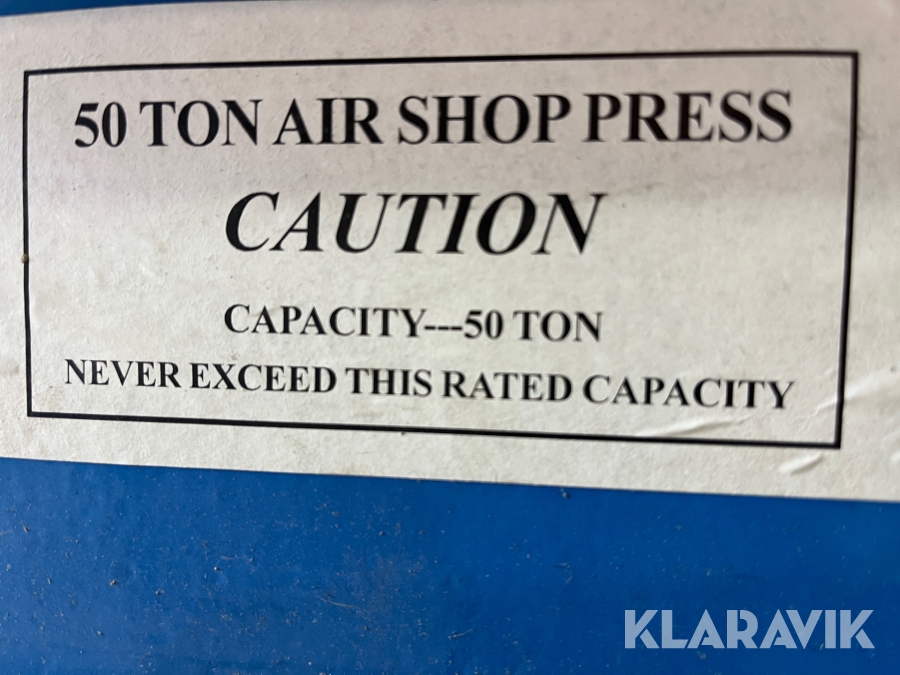 50 TON AIR SHOP PRESS
CAUTION
CAPACITY---50 TON
NEVER EXCEED THIS RATED CAPACITY
KLARAVIK